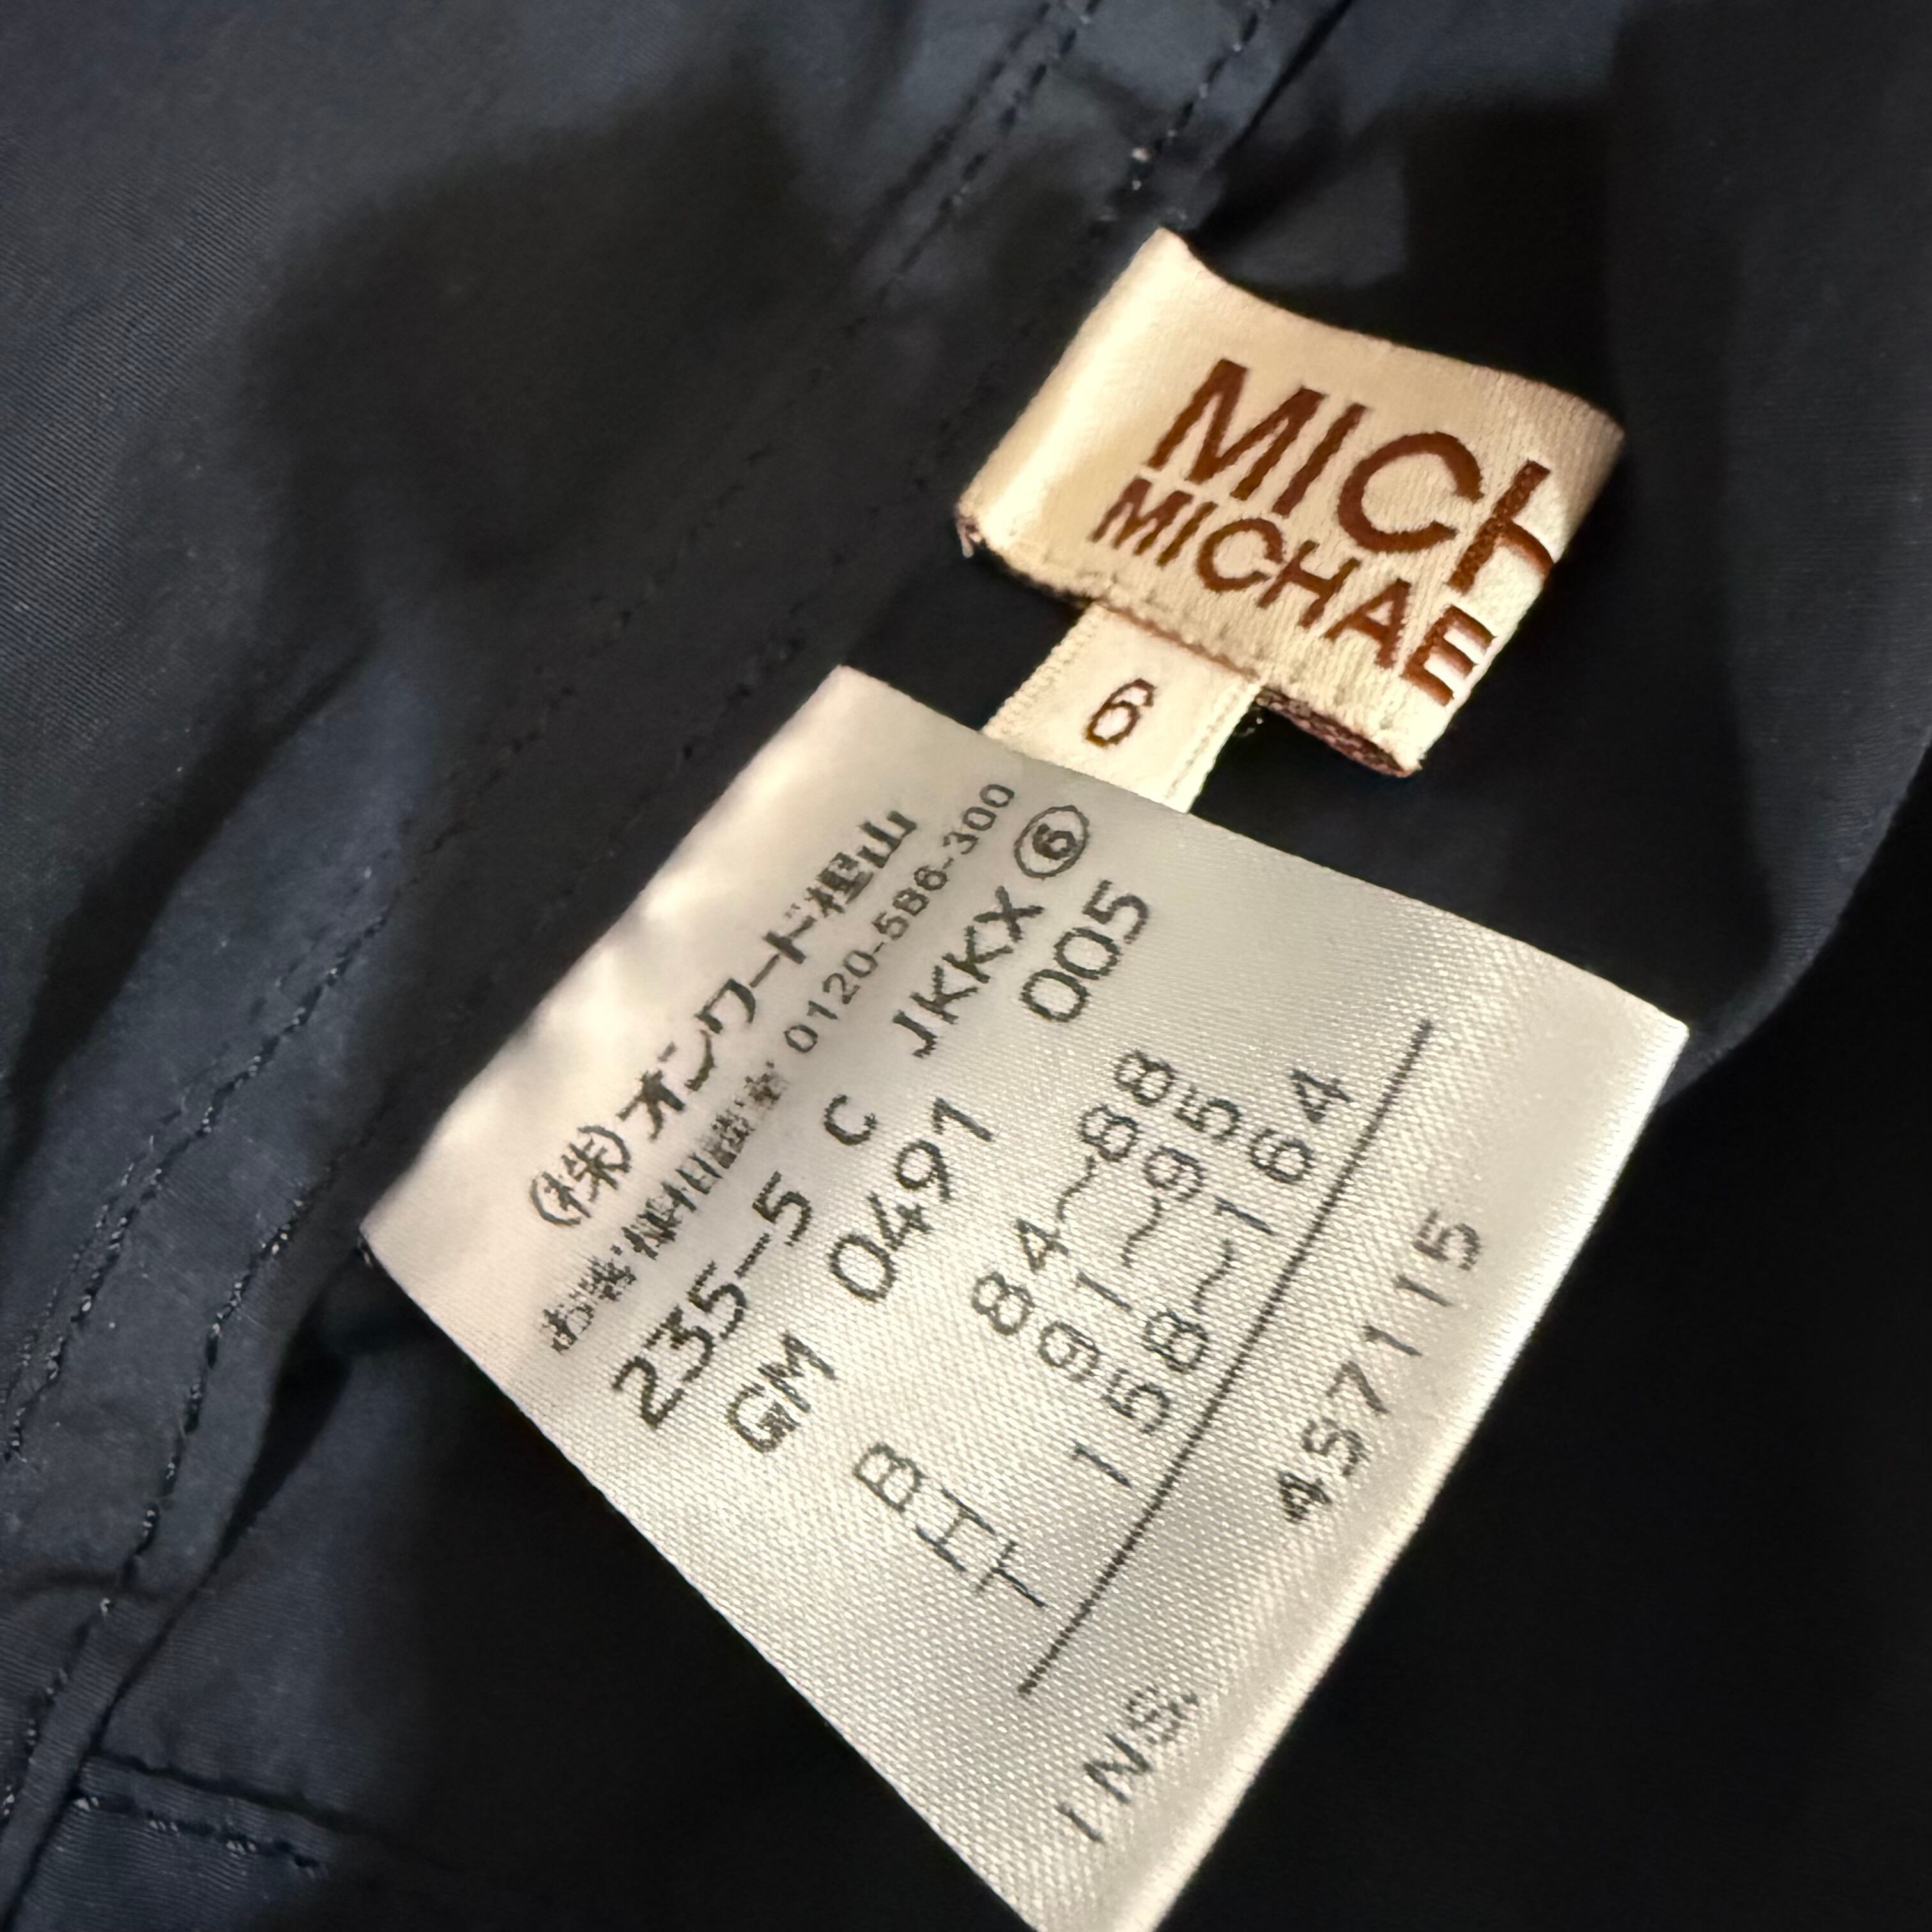 MICH
MICHAE
6
(株)オンワード樫山
お客様相談室 0120-586-300
235-5 C JKKX ⑥
GM 0491 005
B 84~88
H 91~95
T 158~164
INS. 457115